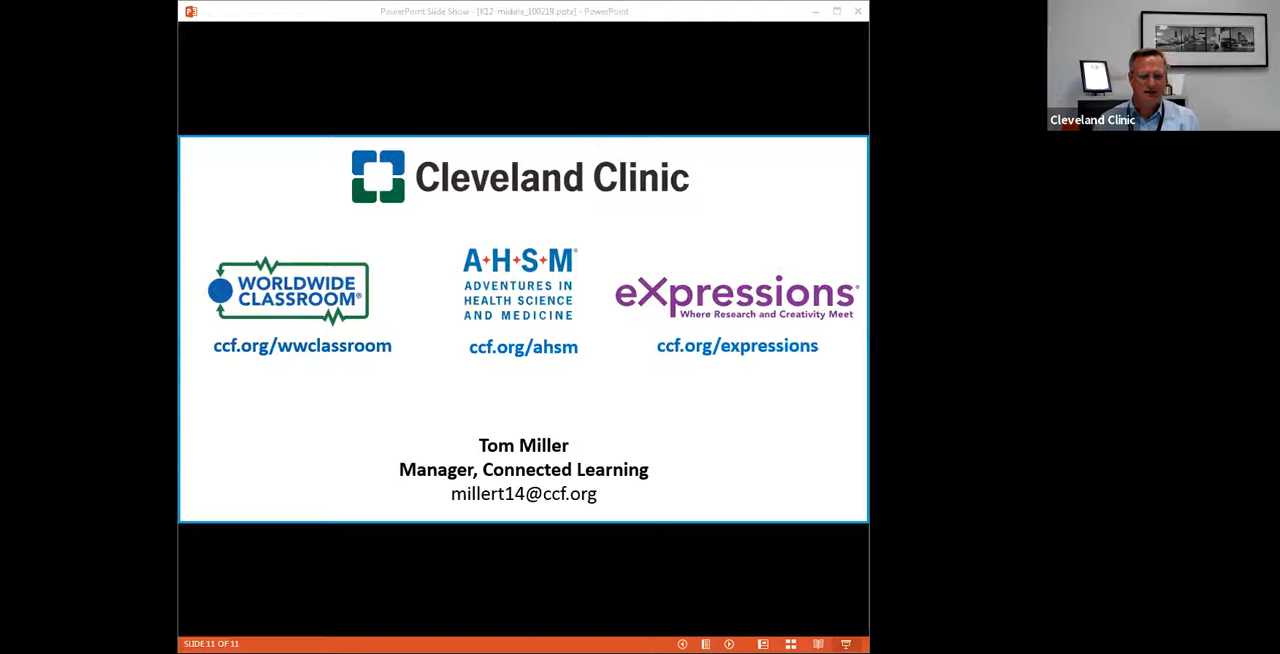 PowerPoint Slide Show - [K12-middle_100219.pptx] - PowerPoint
Cleveland Clinic
Cleveland Clinic
WORLDWIDE
CLASSROOM®
ccf.org/wwclassroom
A+H+S+M®
ADVENTURES IN
HEALTH SCIENCE
AND MEDICINE
ccf.org/ahsm
eXpressions®
Where Research and Creativity Meet
ccf.org/expressions
Tom Miller
Manager, Connected Learning
millert14@ccf.org
SLIDE 11 OF 11